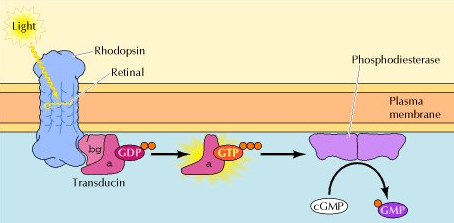 Light
Rhodopsin
Retinal
Phosphodiesterase
Plasma
membrane
bg
a
GDP
a
GTP
Transducin
cGMP
GMP